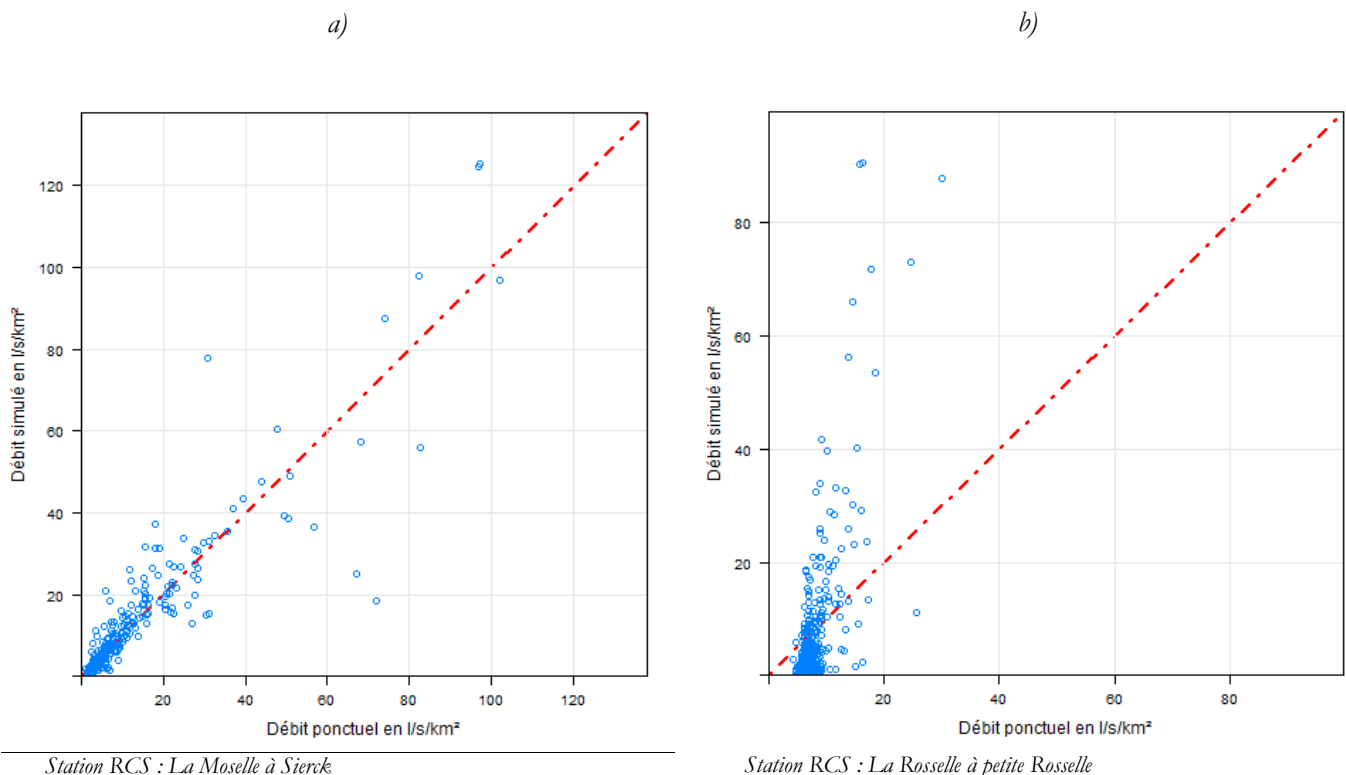 a)
b)
120
100
80
60
40
20
Débit simulé en l/s/km²
20
40
60
80
100
120
Débit ponctuel en l/s/km²
80
60
40
20
Débit simulé en l/s/km²
20
40
60
80
Débit ponctuel en l/s/km²
Station RCS : La Moselle à Sierck
Station RCS : La Rosselle à petite Rosselle